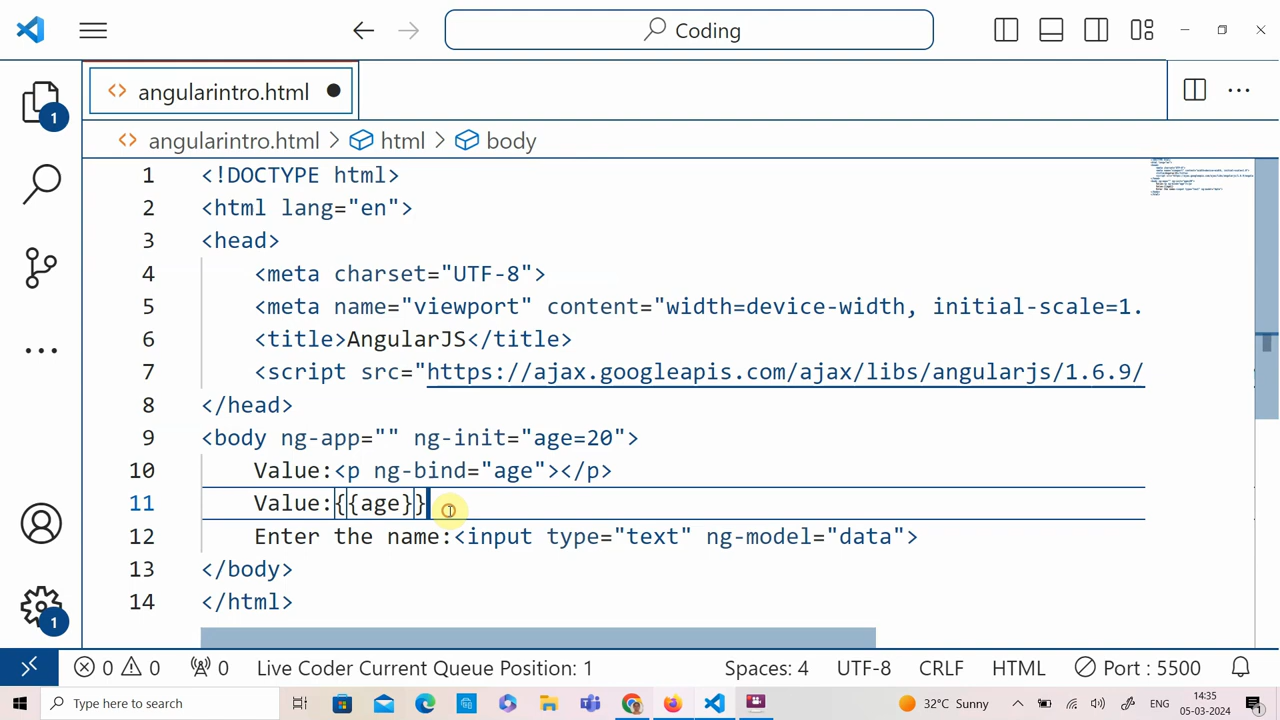 Coding
angularintro.html
angularintro.html > html > body
1 <!DOCTYPE html>
2 <html lang="en">
3 <head>
4 <meta charset="UTF-8">
5 <meta name="viewport" content="width=device-width, initial-scale=1.
6 <title>AngularJS</title>
7 <script src="https://ajax.googleapis.com/ajax/libs/angularjs/1.6.9/
8 </head>
9 <body ng-app="" ng-init="age=20">
10 Value:<p ng-bind="age"></p>
11 Value:{{age}}
12 Enter the name:<input type="text" ng-model="data">
13 </body>
14 </html>
1
1
0 0 0 Live Coder Current Queue Position: 1 Spaces: 4 UTF-8 CRLF HTML Port : 5500
Type here to search 32°C Sunny ENG 14:35
05-03-2024 1